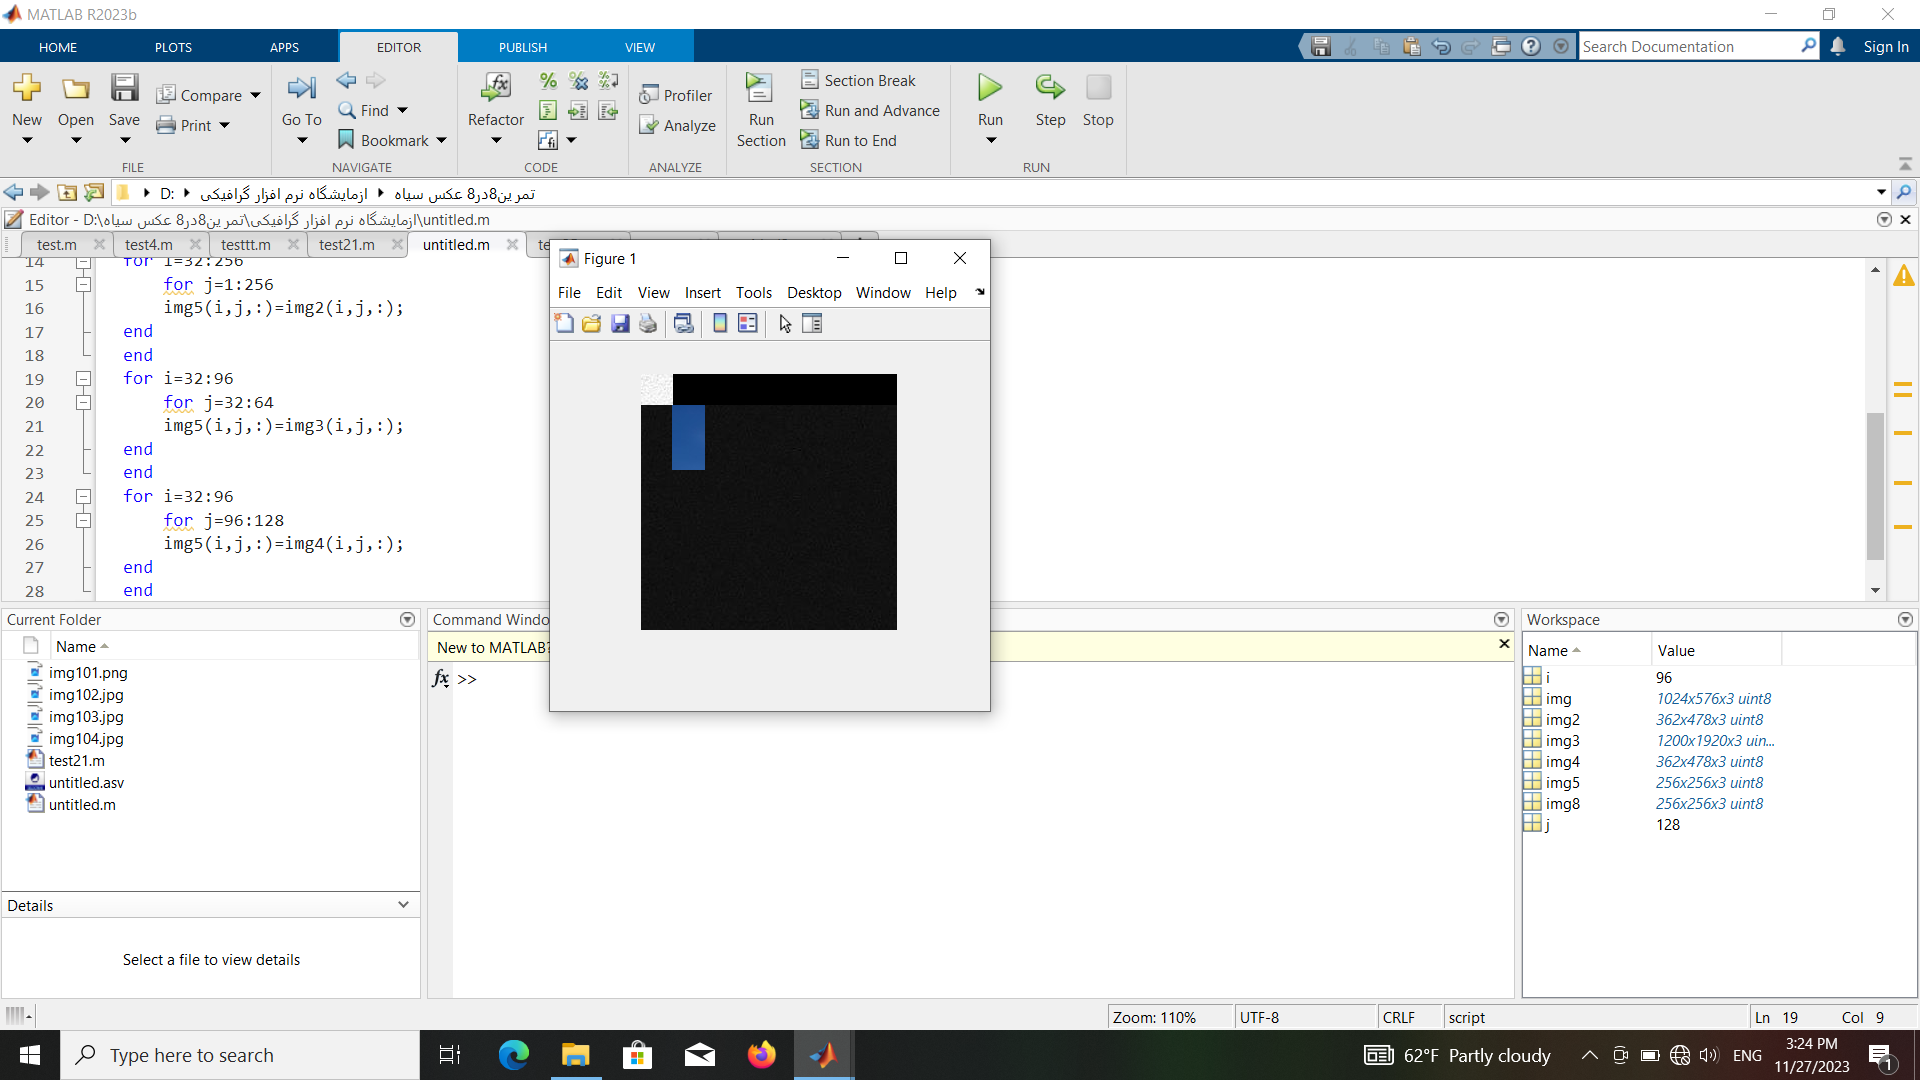 MATLAB R2023b
HOME PLOTS APPS EDITOR PUBLISH VIEW Search Documentation Sign In
New Open Save Compare Print FILE
Go To Find Bookmark NAVIGATE
Refactor CODE
Profiler Analyze ANALYZE
Run Section Section Break Run and Advance Run to End SECTION
Run Step Stop RUN
D: ازمایشگاه نرم افزار گرافیکی تمرین8در8 عکس سیاه
Editor - D:\ازمایشگاه نرم افزار گرافیکی\تمرین8در8 عکس سیاه\untitled.m
test.m test4.m testtt.m test21.m untitled.m
14 for i=32:256
15 for j=1:256
16 img5(i,j,:)=img2(i,j,:);
17 end
18 end
19 for i=32:96
20 for j=32:64
21 img5(i,j,:)=img3(i,j,:);
22 end
23 end
24 for i=32:96
25 for j=96:128
26 img5(i,j,:)=img4(i,j,:);
27 end
28 end
Figure 1
File Edit View Insert Tools Desktop Window Help
Current Folder
Name
img101.png
img102.jpg
img103.jpg
img104.jpg
test21.m
untitled.asv
untitled.m
Details
Select a file to view details
Command Windo
New to MATLAB?
fx >>
Workspace
Name Value
i 96
img 1024x576x3 uint8
img2 362x478x3 uint8
img3 1200x1920x3 uin...
img4 362x478x3 uint8
img5 256x256x3 uint8
img8 256x256x3 uint8
j 128
Zoom: 110% UTF-8 CRLF script Ln 19 Col 9
Type here to search
62°F Partly cloudy ENG 3:24 PM
11/27/2023 1